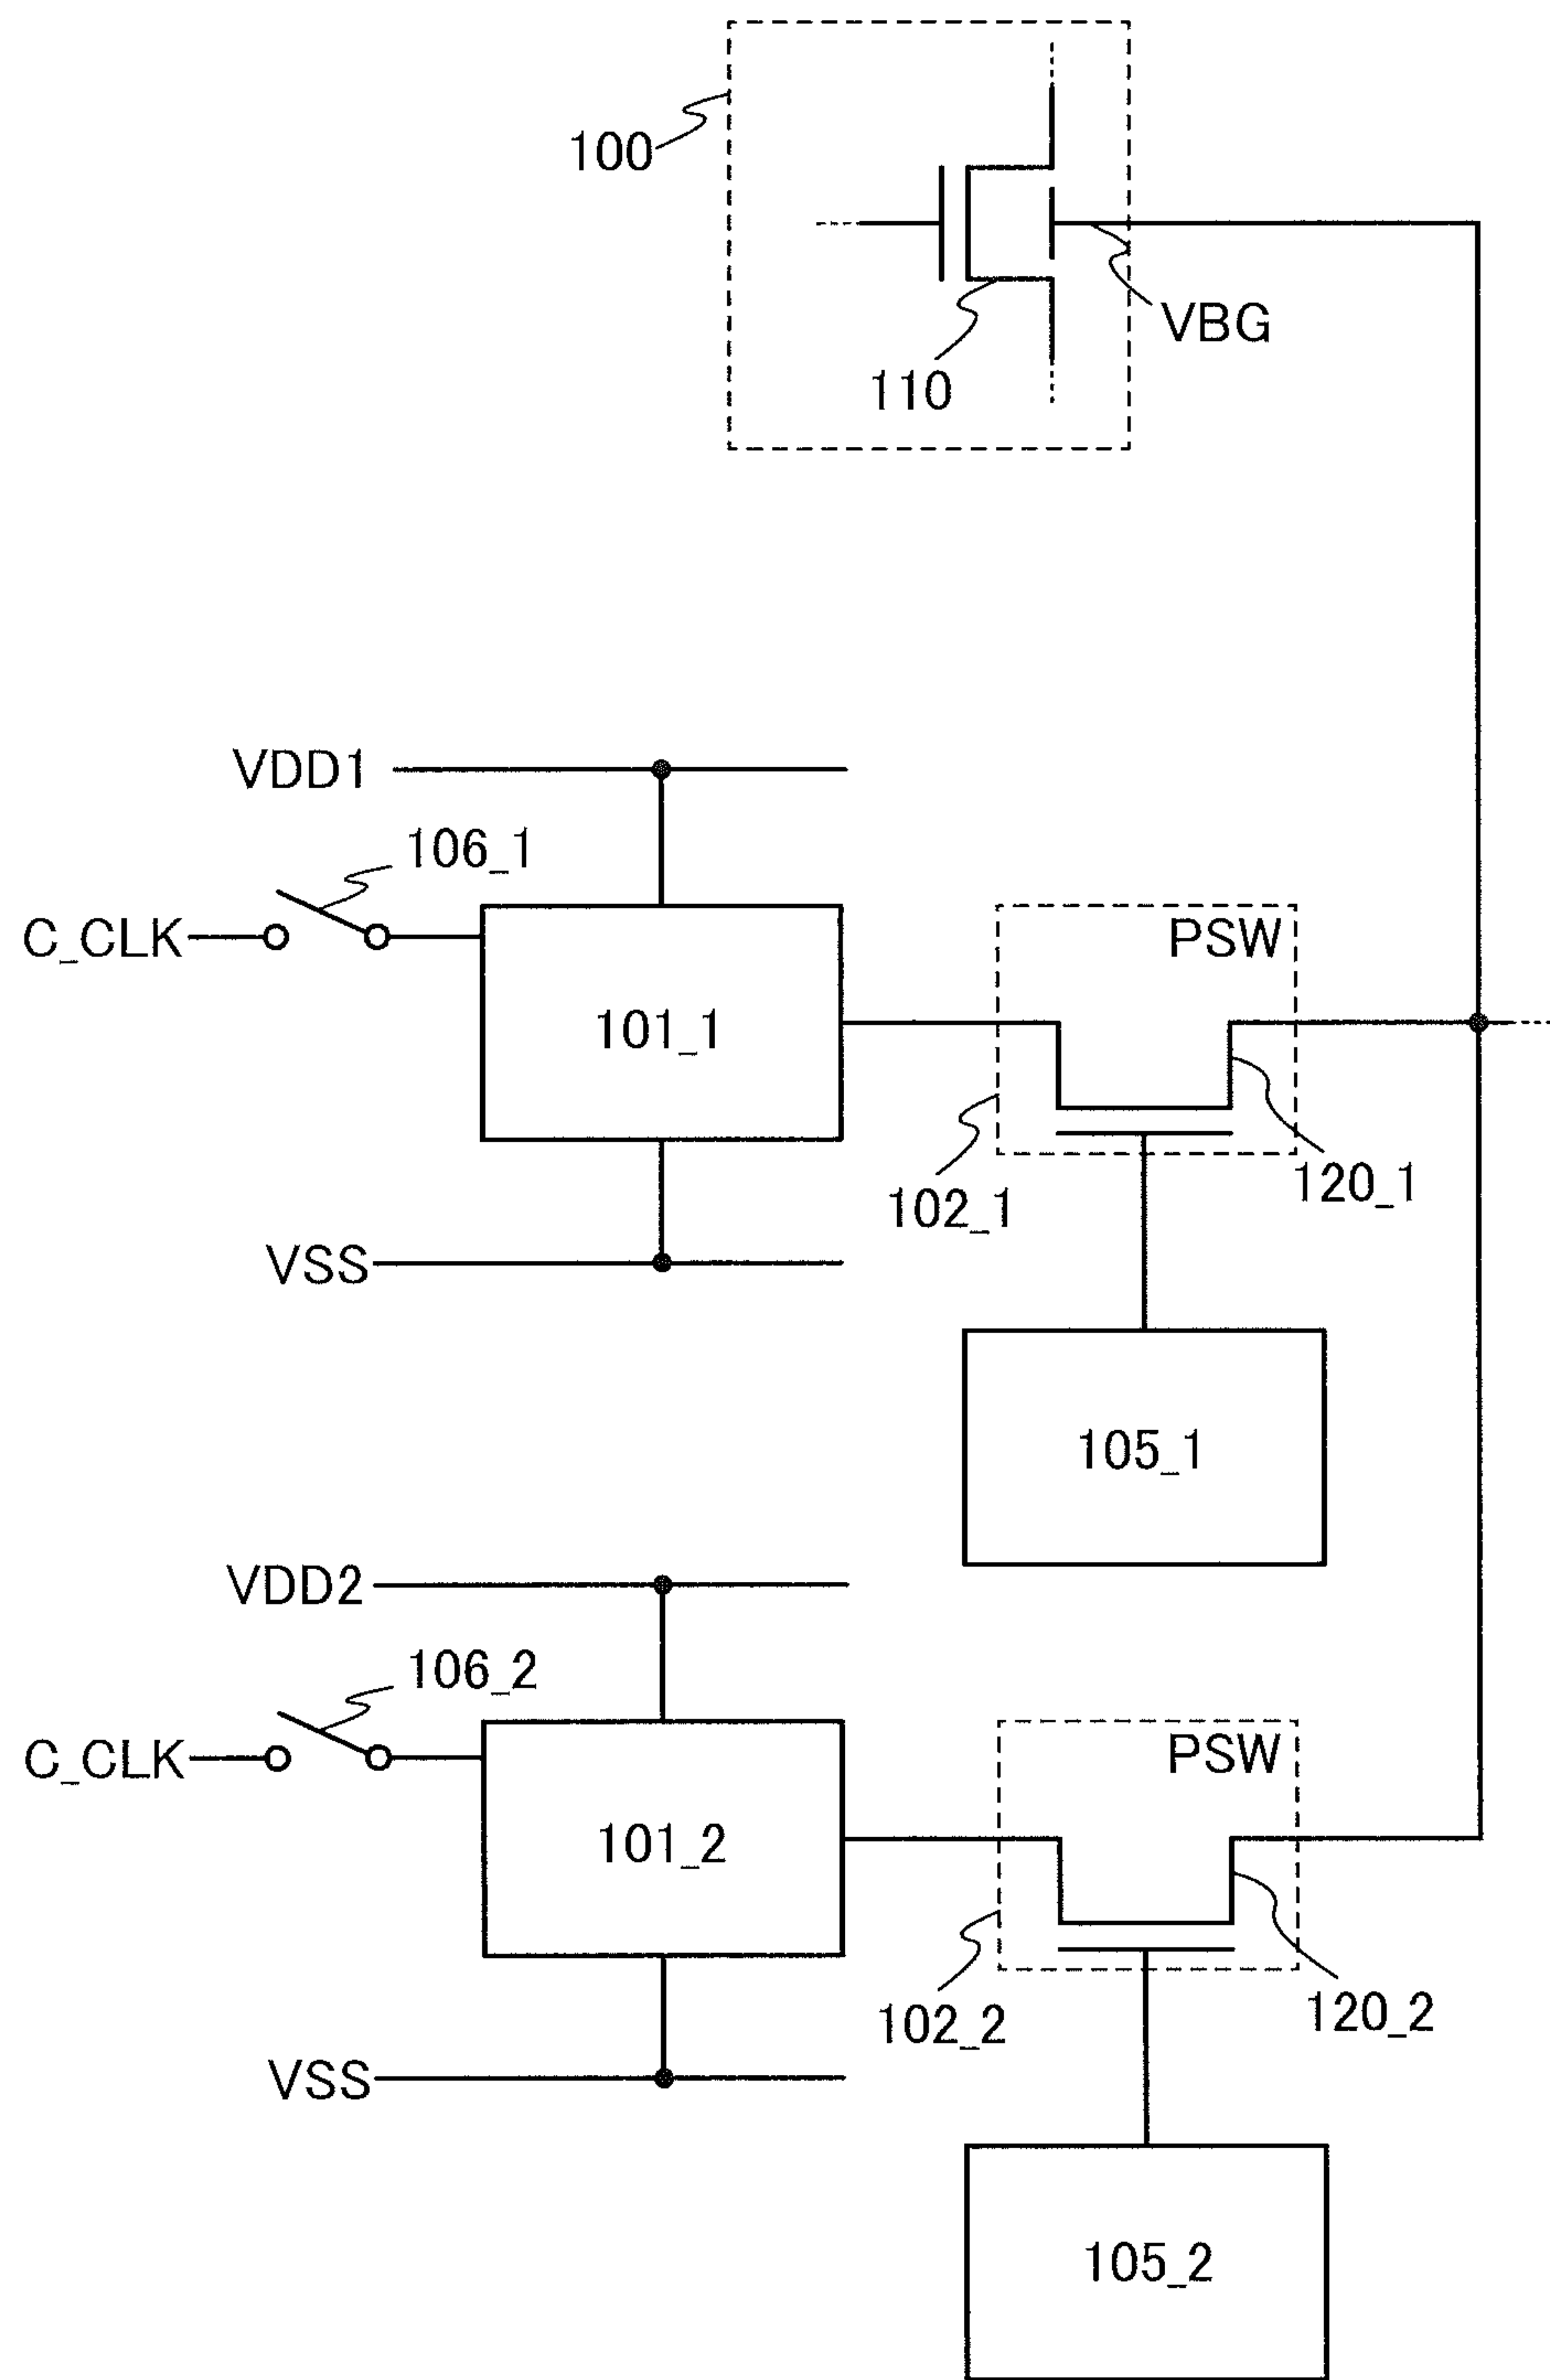 100
VBG
110
VDD1
106_1
C_CLK
PSW
101_1
120_1
102_1
VSS
105_1
VDD2
106_2
C_CLK
PSW
101_2
120_2
102_2
VSS
105_2